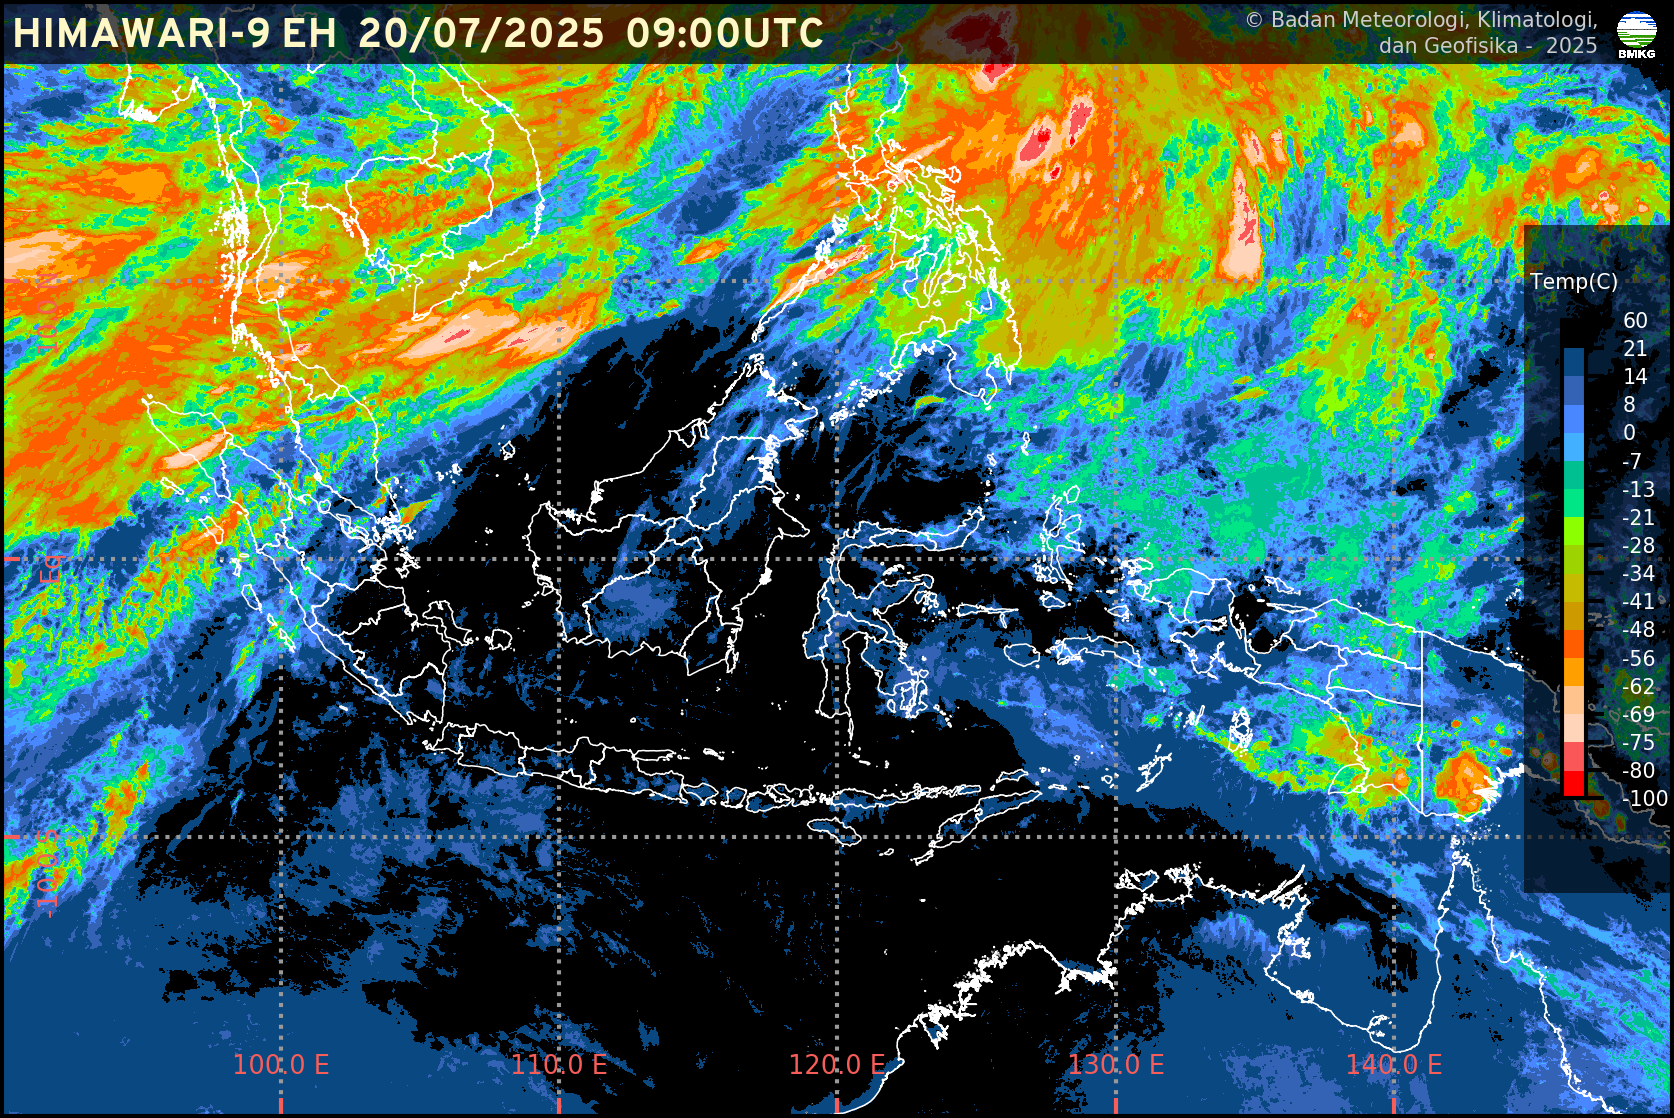 HIMAWARI-9 EH 20/07/2025 09:00UTC
© Badan Meteorologi, Klimatologi,
dan Geofisika - 2025
BMKG
Temp(C)
60
21
14
8
0
-7
-13
-21
-28
-34
-41
-48
-56
-62
-69
-75
-80
-100
Eq
-10.0 S
100.0 E
110.0 E
120.0 E
130.0 E
140.0 E